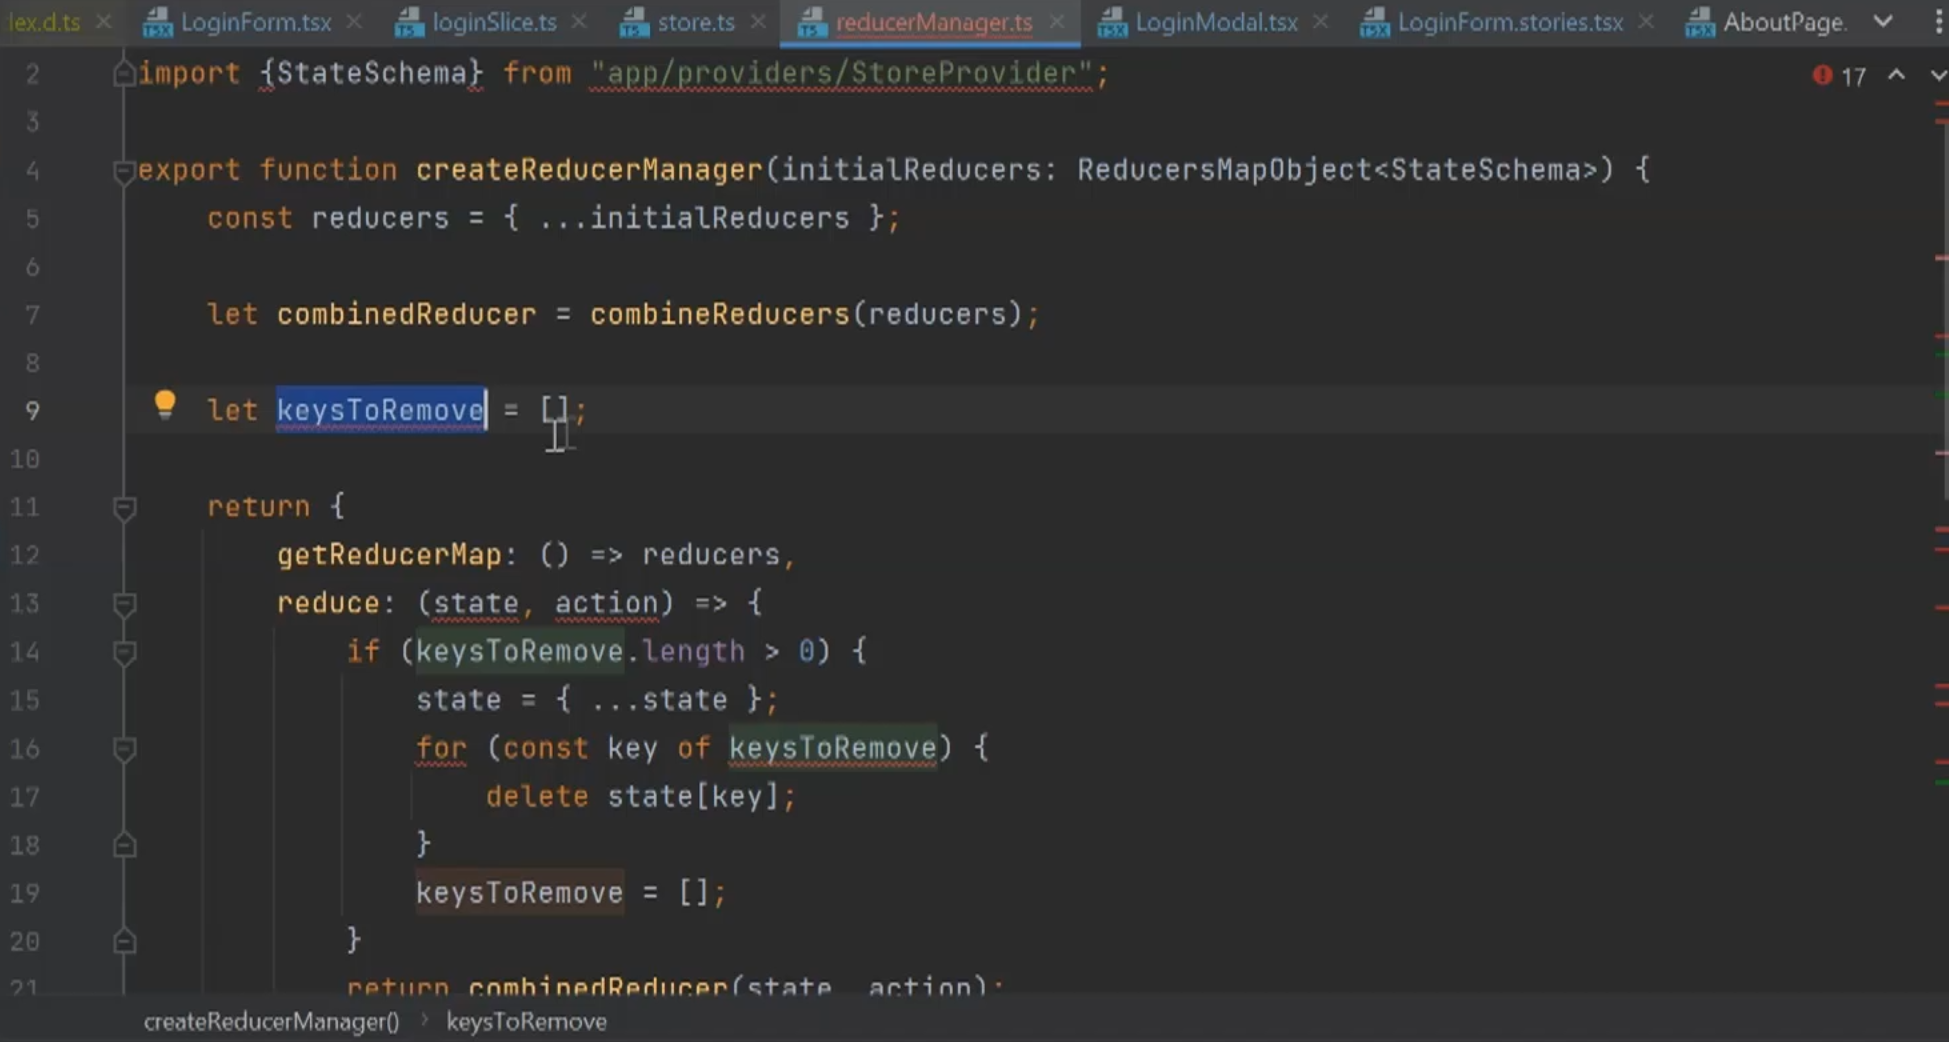 lex.d.ts LoginForm.tsx loginSlice.ts store.ts reducerManager.ts LoginModal.tsx LoginForm.stories.tsx AboutPage.
2 import {StateSchema} from "app/providers/StoreProvider"; 17
3
4 export function createReducerManager(initialReducers: ReducersMapObject<StateSchema>) {
5 const reducers = { ...initialReducers };
6
7 let combinedReducer = combineReducers(reducers);
8
9 let keysToRemove = [];
10
11 return {
12 getReducerMap: () => reducers,
13 reduce: (state, action) => {
14 if (keysToRemove.length > 0) {
15 state = { ...state };
16 for (const key of keysToRemove) {
17 delete state[key];
18 }
19 keysToRemove = [];
20 }
21 return combinedReducer(state, action);
createReducerManager() › keysToRemove